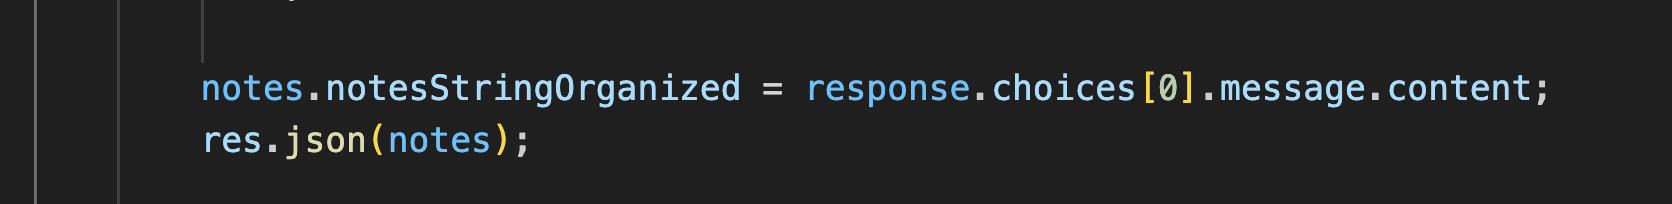 notes.notesStringOrganized = response.choices[0].message.content;
res.json(notes);